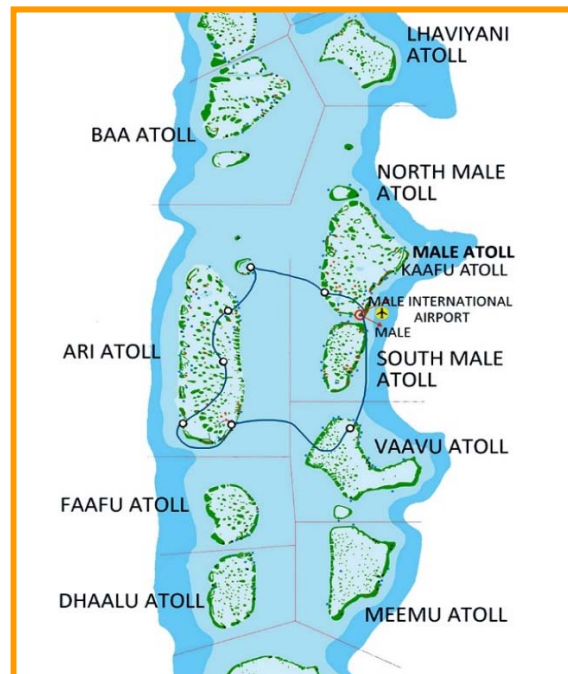 LHAVIYANI
ATOLL
BAA ATOLL
NORTH MALE
ATOLL
MALE ATOLL
KAAFU ATOLL
MALE INTERNATIONAL
AIRPORT
MALE
ARI ATOLL
SOUTH MALE
ATOLL
VAAVU ATOLL
FAAFU ATOLL
DHAALU ATOLL
MEEMU ATOLL